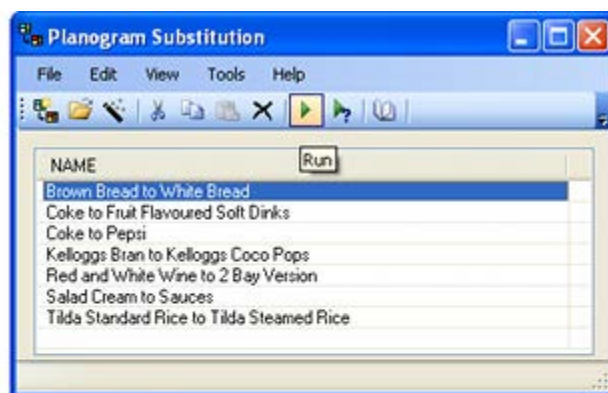 Planogram Substitution
File Edit View Tools Help
Run
NAME
Brown Bread to White Bread
Coke to Fruit Flavoured Soft Dinks
Coke to Pepsi
Kelloggs Bran to Kelloggs Coco Pops
Red and White Wine to 2 Bay Version
Salad Cream to Sauces
Tilda Standard Rice to Tilda Steamed Rice